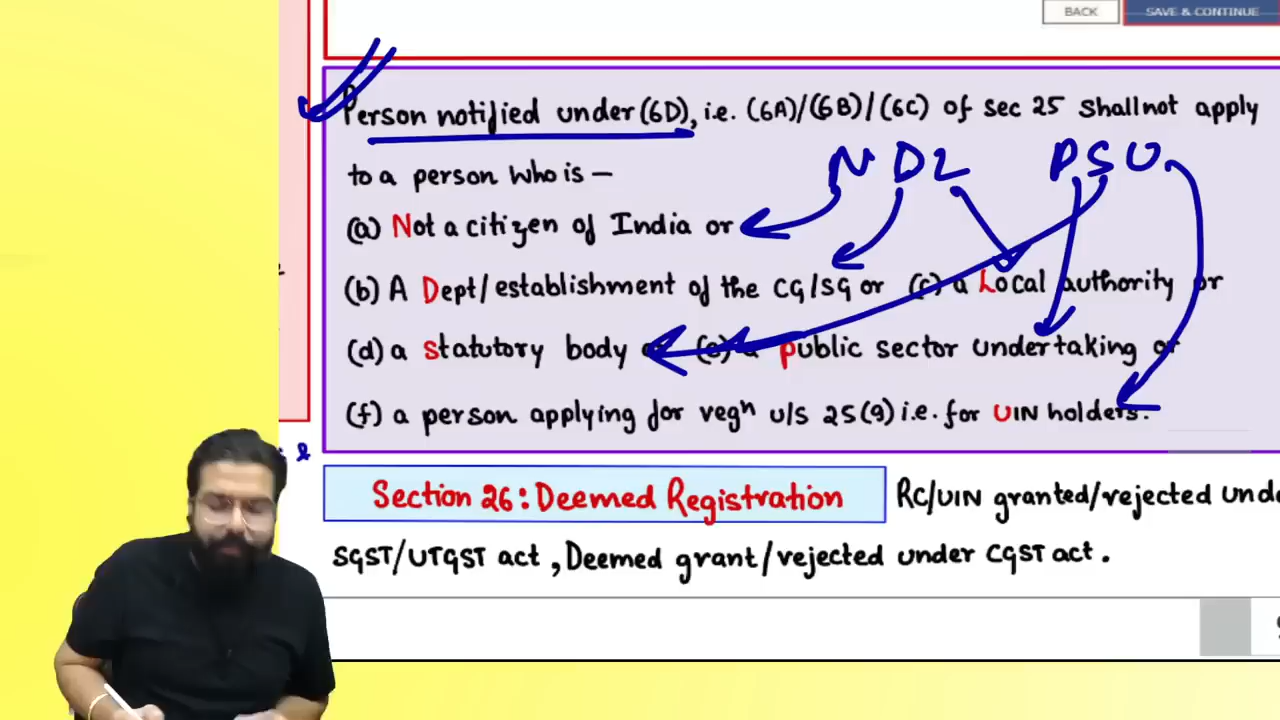 BACK SAVE & CONTINUE
Person notified under (6D), i.e. (6A)/(6B)/(6C) of sec 25 shall not apply
NDL PSU
to a person who is —
(a) Not a citizen of India or
(b) A Dept/establishment of the CG/SG or (c) a Local authority or
(d) a statutory body or (e) a public sector undertaking or
(f) a person applying for regn u/s 25(9) i.e. for UIN holders.
&
Section 26: Deemed Registration RC/UIN granted/rejected unde
SGST/UTGST act, Deemed grant/rejected under CGST act.